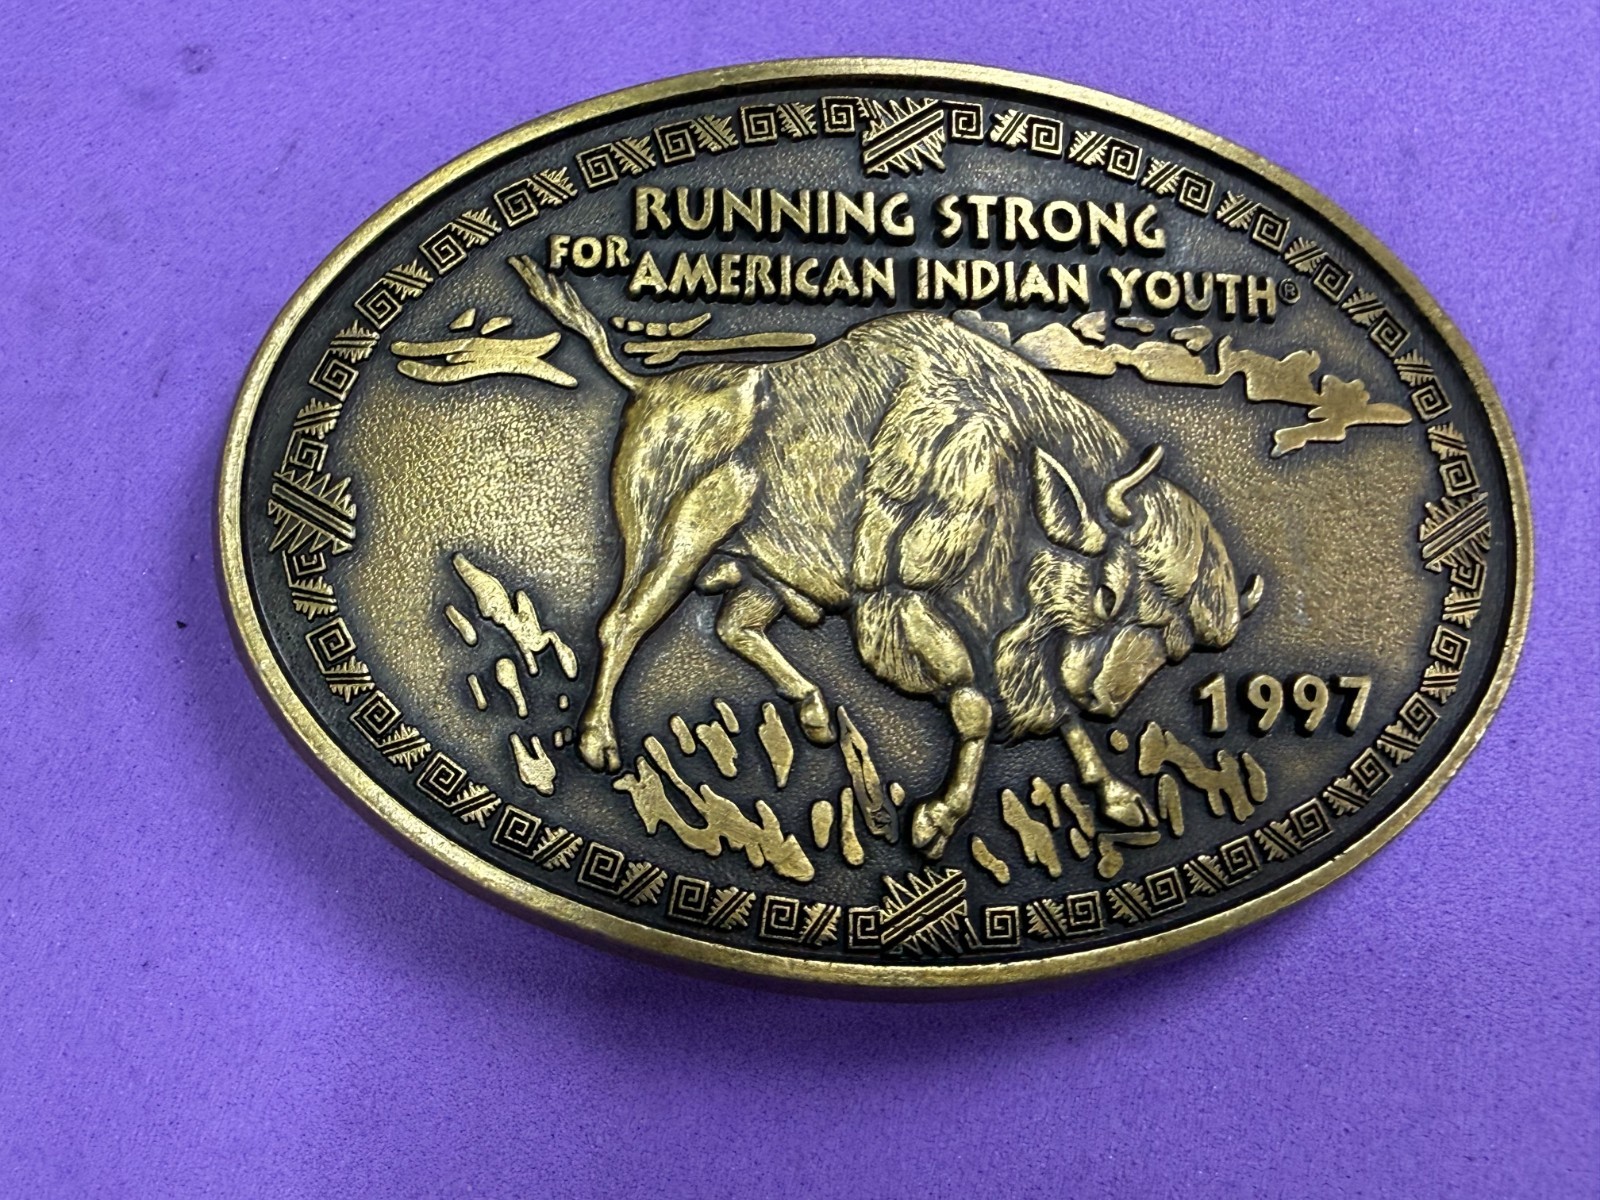 RUNNING STRONG
FOR AMERICAN INDIAN YOUTH®
1997